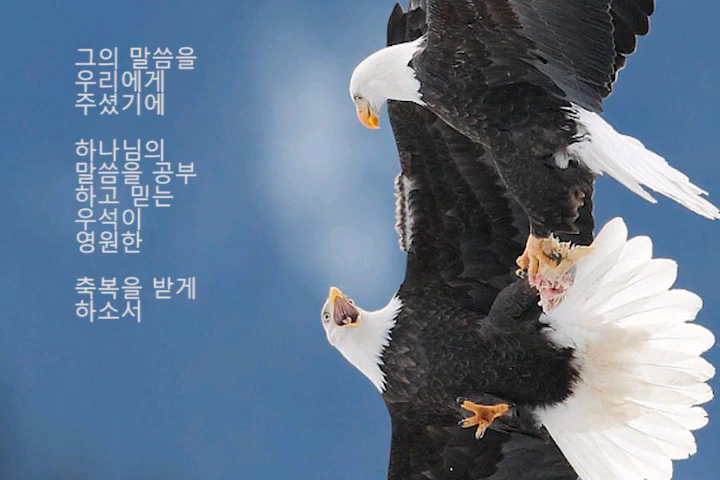 그의 말씀을
우리에게
주셨기에
하나님의
말씀을 공부
하고 믿는
우석이
영원한
축복을 받게
하소서